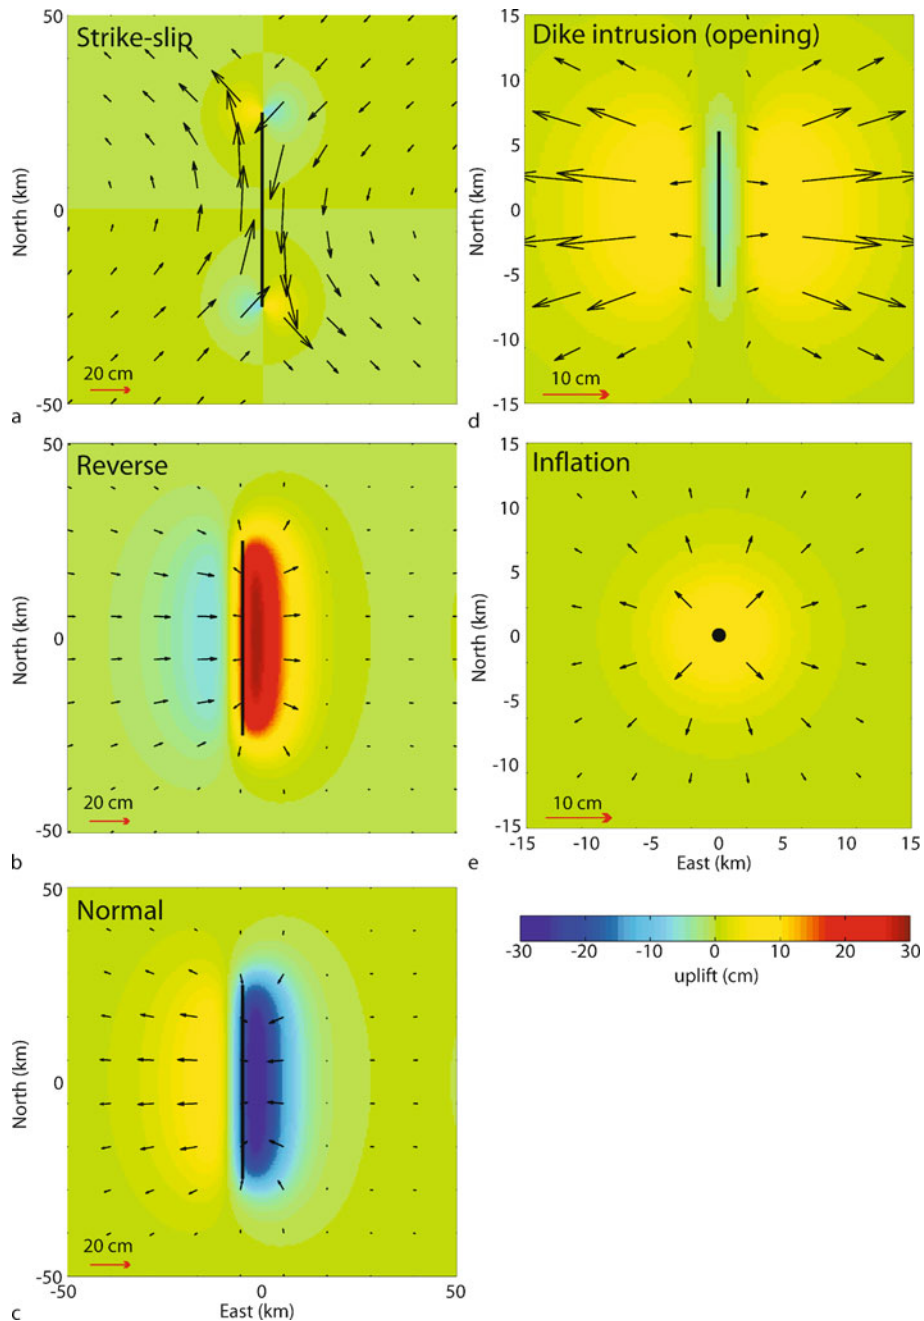 50
Strike-slip
North (km)
0
20 cm
-50
a
15
Dike intrusion (opening)
10
5
North (km)
0
-5
-10
10 cm
-15
d
50
Reverse
North (km)
0
20 cm
-50
b
15
Inflation
10
5
North (km)
0
-5
-10
10 cm
-15
-15 -10 -5 0 5 10 15
e
East (km)
50
Normal
North (km)
0
20 cm
-50
-50 0 50
c
East (km)
-30 -20 -10 0 10 20 30
uplift (cm)